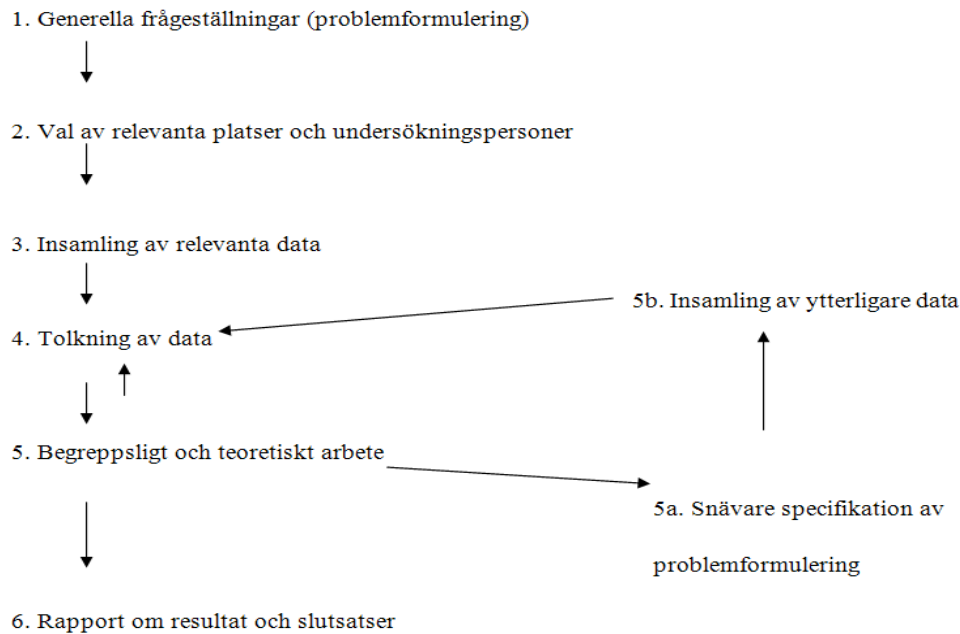 1. Generella frågeställningar (problemformulering)
2. Val av relevanta platser och undersökningspersoner
3. Insamling av relevanta data
5b. Insamling av ytterligare data
4. Tolkning av data
5. Begreppsligt och teoretiskt arbete
5a. Snävare specifikation av
problemformulering
6. Rapport om resultat och slutsatser